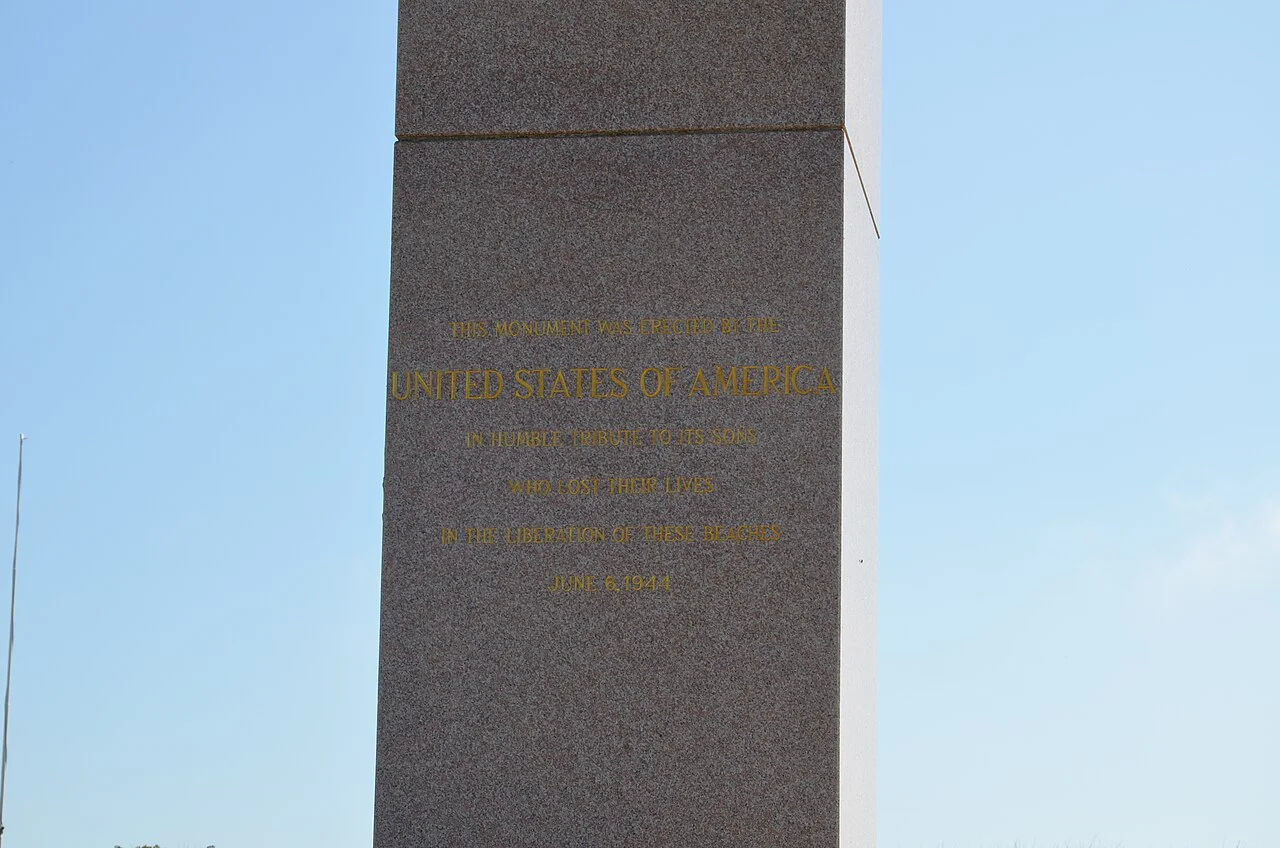 THIS MONUMENT WAS ERECTED BY THE
UNITED STATES OF AMERICA
IN HUMBLE TRIBUTE TO ITS SONS
WHO LOST THEIR LIVES
IN THE LIBERATION OF THESE BEACHES
JUNE 6, 1944